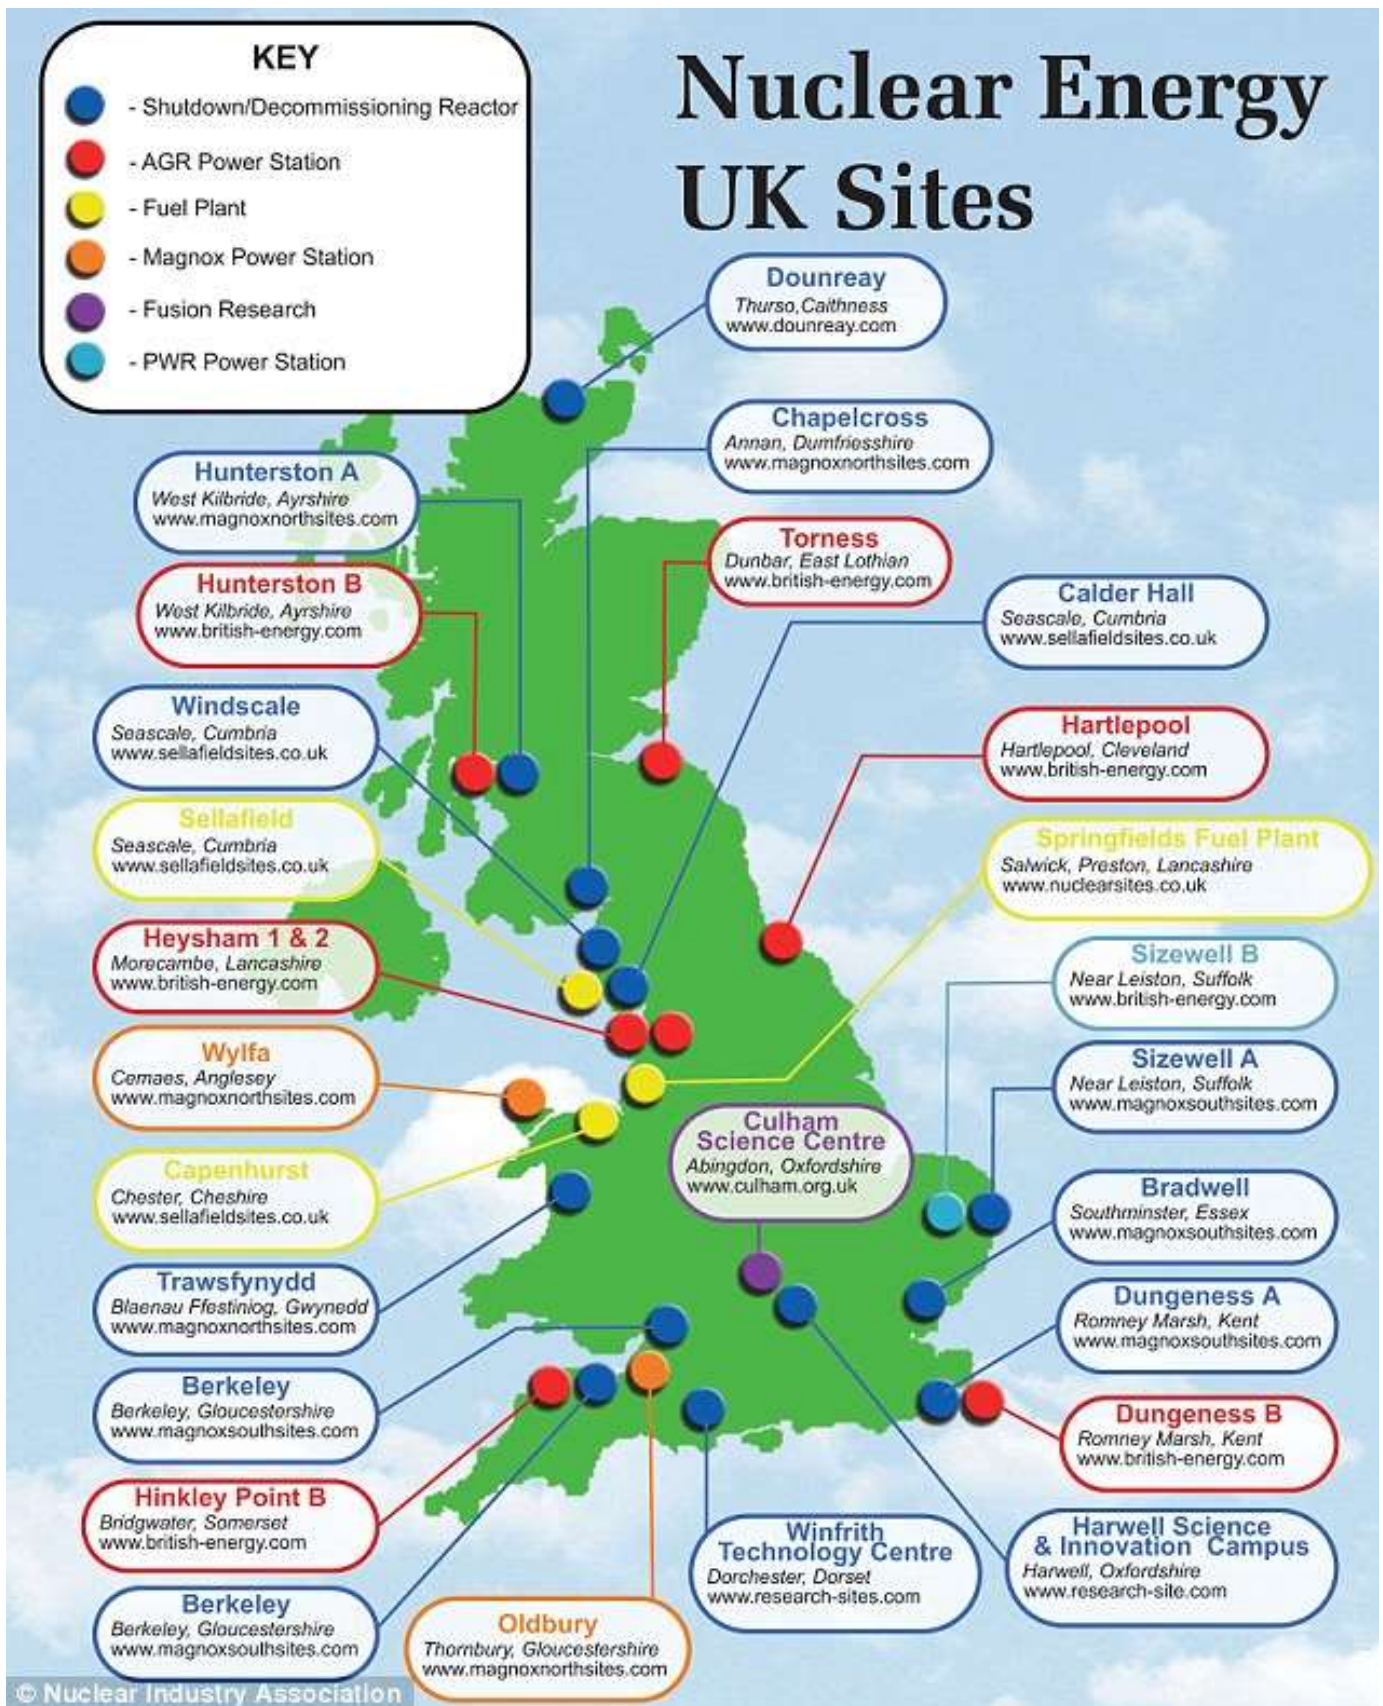 KEY
- Shutdown/Decommissioning Reactor
- AGR Power Station
- Fuel Plant
- Magnox Power Station
- Fusion Research
- PWR Power Station
Nuclear Energy
UK Sites
Dounreay
Thurso,Caithness
www.dounreay.com
Chapelcross
Annan, Dumfriesshire
www.magnoxnorthsites.com
Hunterston A
West Kilbride, Ayrshire
www.magnoxnorthsites.com
Torness
Dunbar, East Lothian
www.british-energy.com
Hunterston B
West Kilbride, Ayrshire
www.british-energy.com
Calder Hall
Seascale, Cumbria
www.sellafieldsites.co.uk
Windscale
Seascale, Cumbria
www.sellafieldsites.co.uk
Hartlepool
Hartlepool, Cleveland
www.british-energy.com
Sellafield
Seascale, Cumbria
www.sellafieldsites.co.uk
Springfields Fuel Plant
Salwick, Preston, Lancashire
www.nuclearsites.co.uk
Heysham 1 & 2
Morecambe, Lancashire
www.british-energy.com
Sizewell B
Near Leiston, Suffolk
www.british-energy.com
Wylfa
Cemaes, Anglesey
www.magnoxnorthsites.com
Sizewell A
Near Leiston, Suffolk
www.magnoxsouthsites.com
Culham
Science Centre
Abingdon, Oxfordshire
www.culham.org.uk
Capenhurst
Chester, Cheshire
www.sellafieldsites.co.uk
Bradwell
Southminster, Essex
www.magnoxsouthsites.com
Trawsfynydd
Blaenau Ffestiniog, Gwynedd
www.magnoxnorthsites.com
Dungeness A
Romney Marsh, Kent
www.magnoxsouthsites.com
Berkeley
Berkeley, Gloucestershire
www.magnoxsouthsites.com
Dungeness B
Romney Marsh, Kent
www.british-energy.com
Hinkley Point B
Bridgwater, Somerset
www.british-energy.com
Winfrith
Technology Centre
Dorchester, Dorset
www.research-sites.com
Harwell Science
& Innovation Campus
Harwell, Oxfordshire
www.research-site.com
Berkeley
Berkeley, Gloucestershire
www.magnoxsouthsites.com
Oldbury
Thornbury, Gloucestershire
www.magnoxnorthsites.com
© Nuclear Industry Association